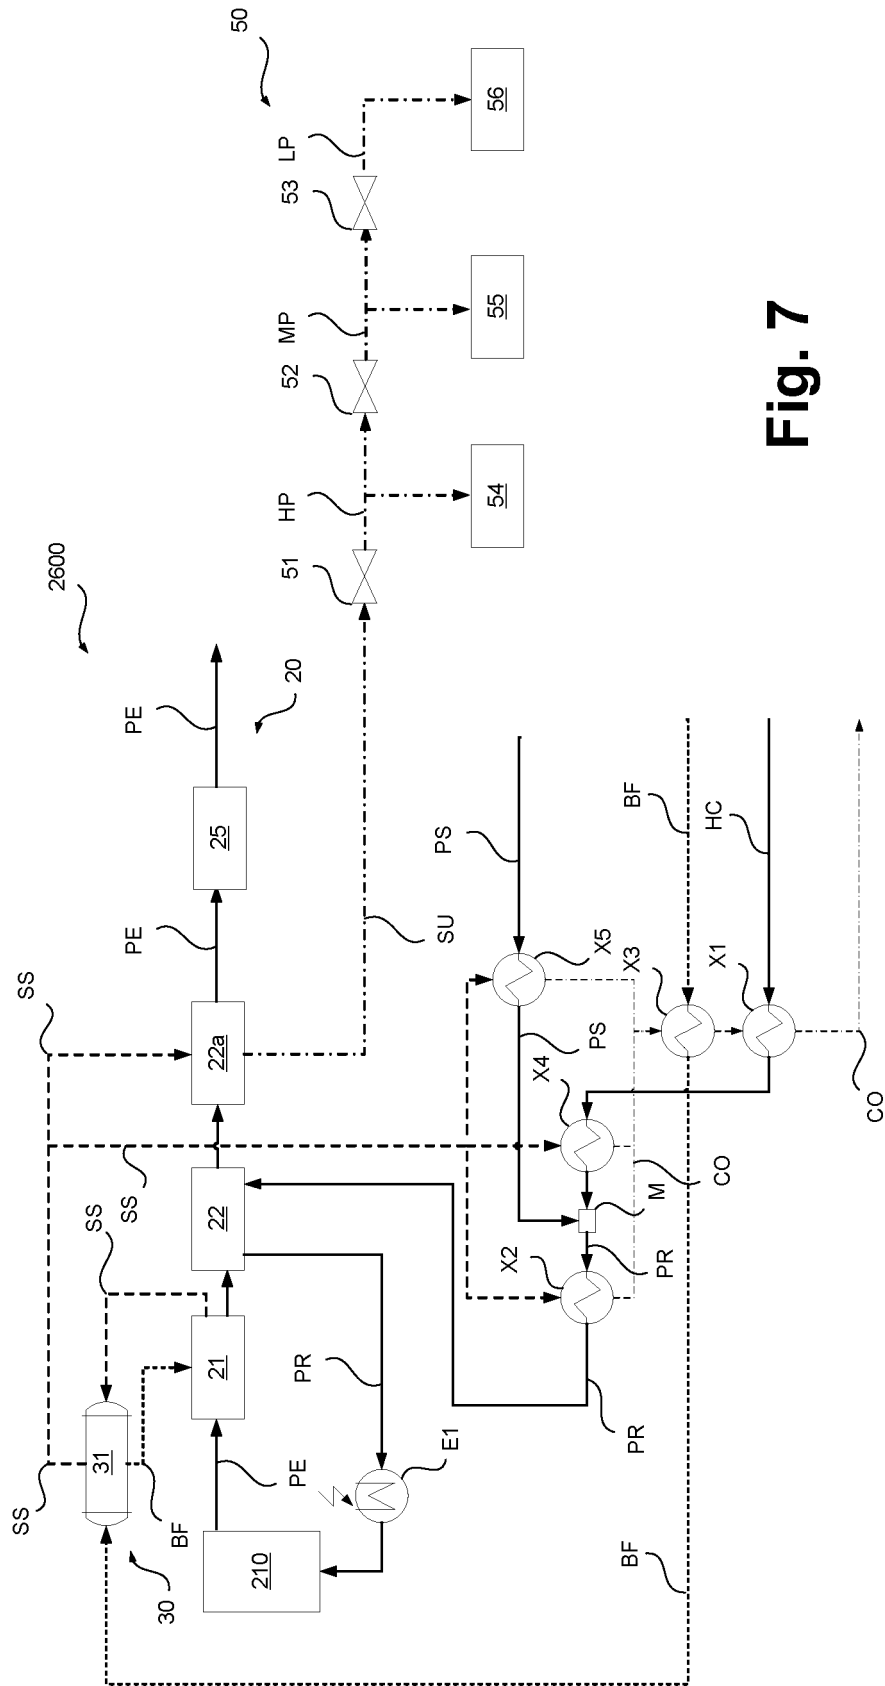 50
2600
20
30
SS
SS
SS
SS
BF
31
21
22
22a
25
210
PE
PE
PE
PR
E1
SU
51
HP
52
MP
53
LP
54
55
56
PS
PS
X5
X4
X3
X1
X2
M
PR
PR
CO
CO
BF
BF
HC
Fig. 7